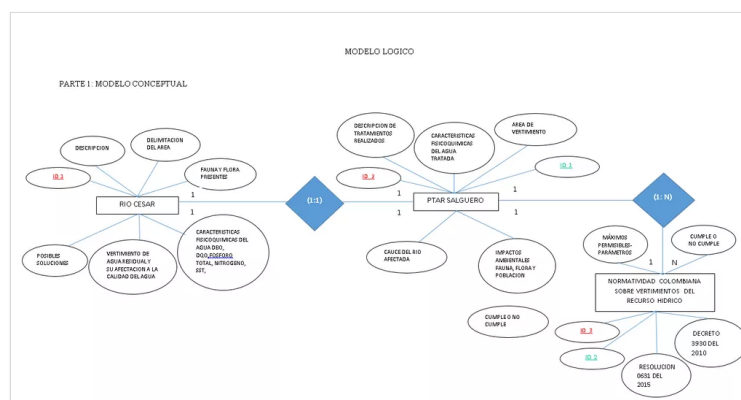 MODELO LOGICO
PARTE 1: MODELO CONCEPTUAL
DESCRIPCION
DELIMITACION
DEL AREA
ID 1
FAUNA Y FLORA
PRESENTES
1
RIO CESAR
1
POSIBLES
SOLUCIONES
VERTIMIENTO DE
AGUA RESIDUAL Y
SU AFECTACION A LA
CALIDAD DEL AGUA
CARACTERISTICAS
FISICOQUIMICAS DEL
AGUA DBO,
DQO,FOSFORO
TOTAL, NITROGENO,
SST,
(1:1)
DESCRIPCION DE
TRATAMIENTOS
REALIZADOS
CARACTERISTICAS
FISICOQUIMICAS
DEL AGUA
TRATADA
AREA DE
VERTIMIENTO
ID 2
ID 1
1
1
PTAR SALGUERO
1
1
CAUCE DEL RIO
AFECTADA
IMPACTOS
AMBIENTALES
FAUNA, FLORA Y
POBLACION
CUMPLE O NO
CUMPLE
(1: N)
MÁXIMOS
PERMISIBLES-
PARÁMETROS
CUMPLE O
NO CUMPLE
1
N
NORMATIVIDAD COLOMBIANA
SOBRE VERTIMIENTOS DEL
RECURSO HIDRICO
ID 3
ID 2
RESOLUCION
0631 DEL
2015
DECRETO
3930 DEL
2010